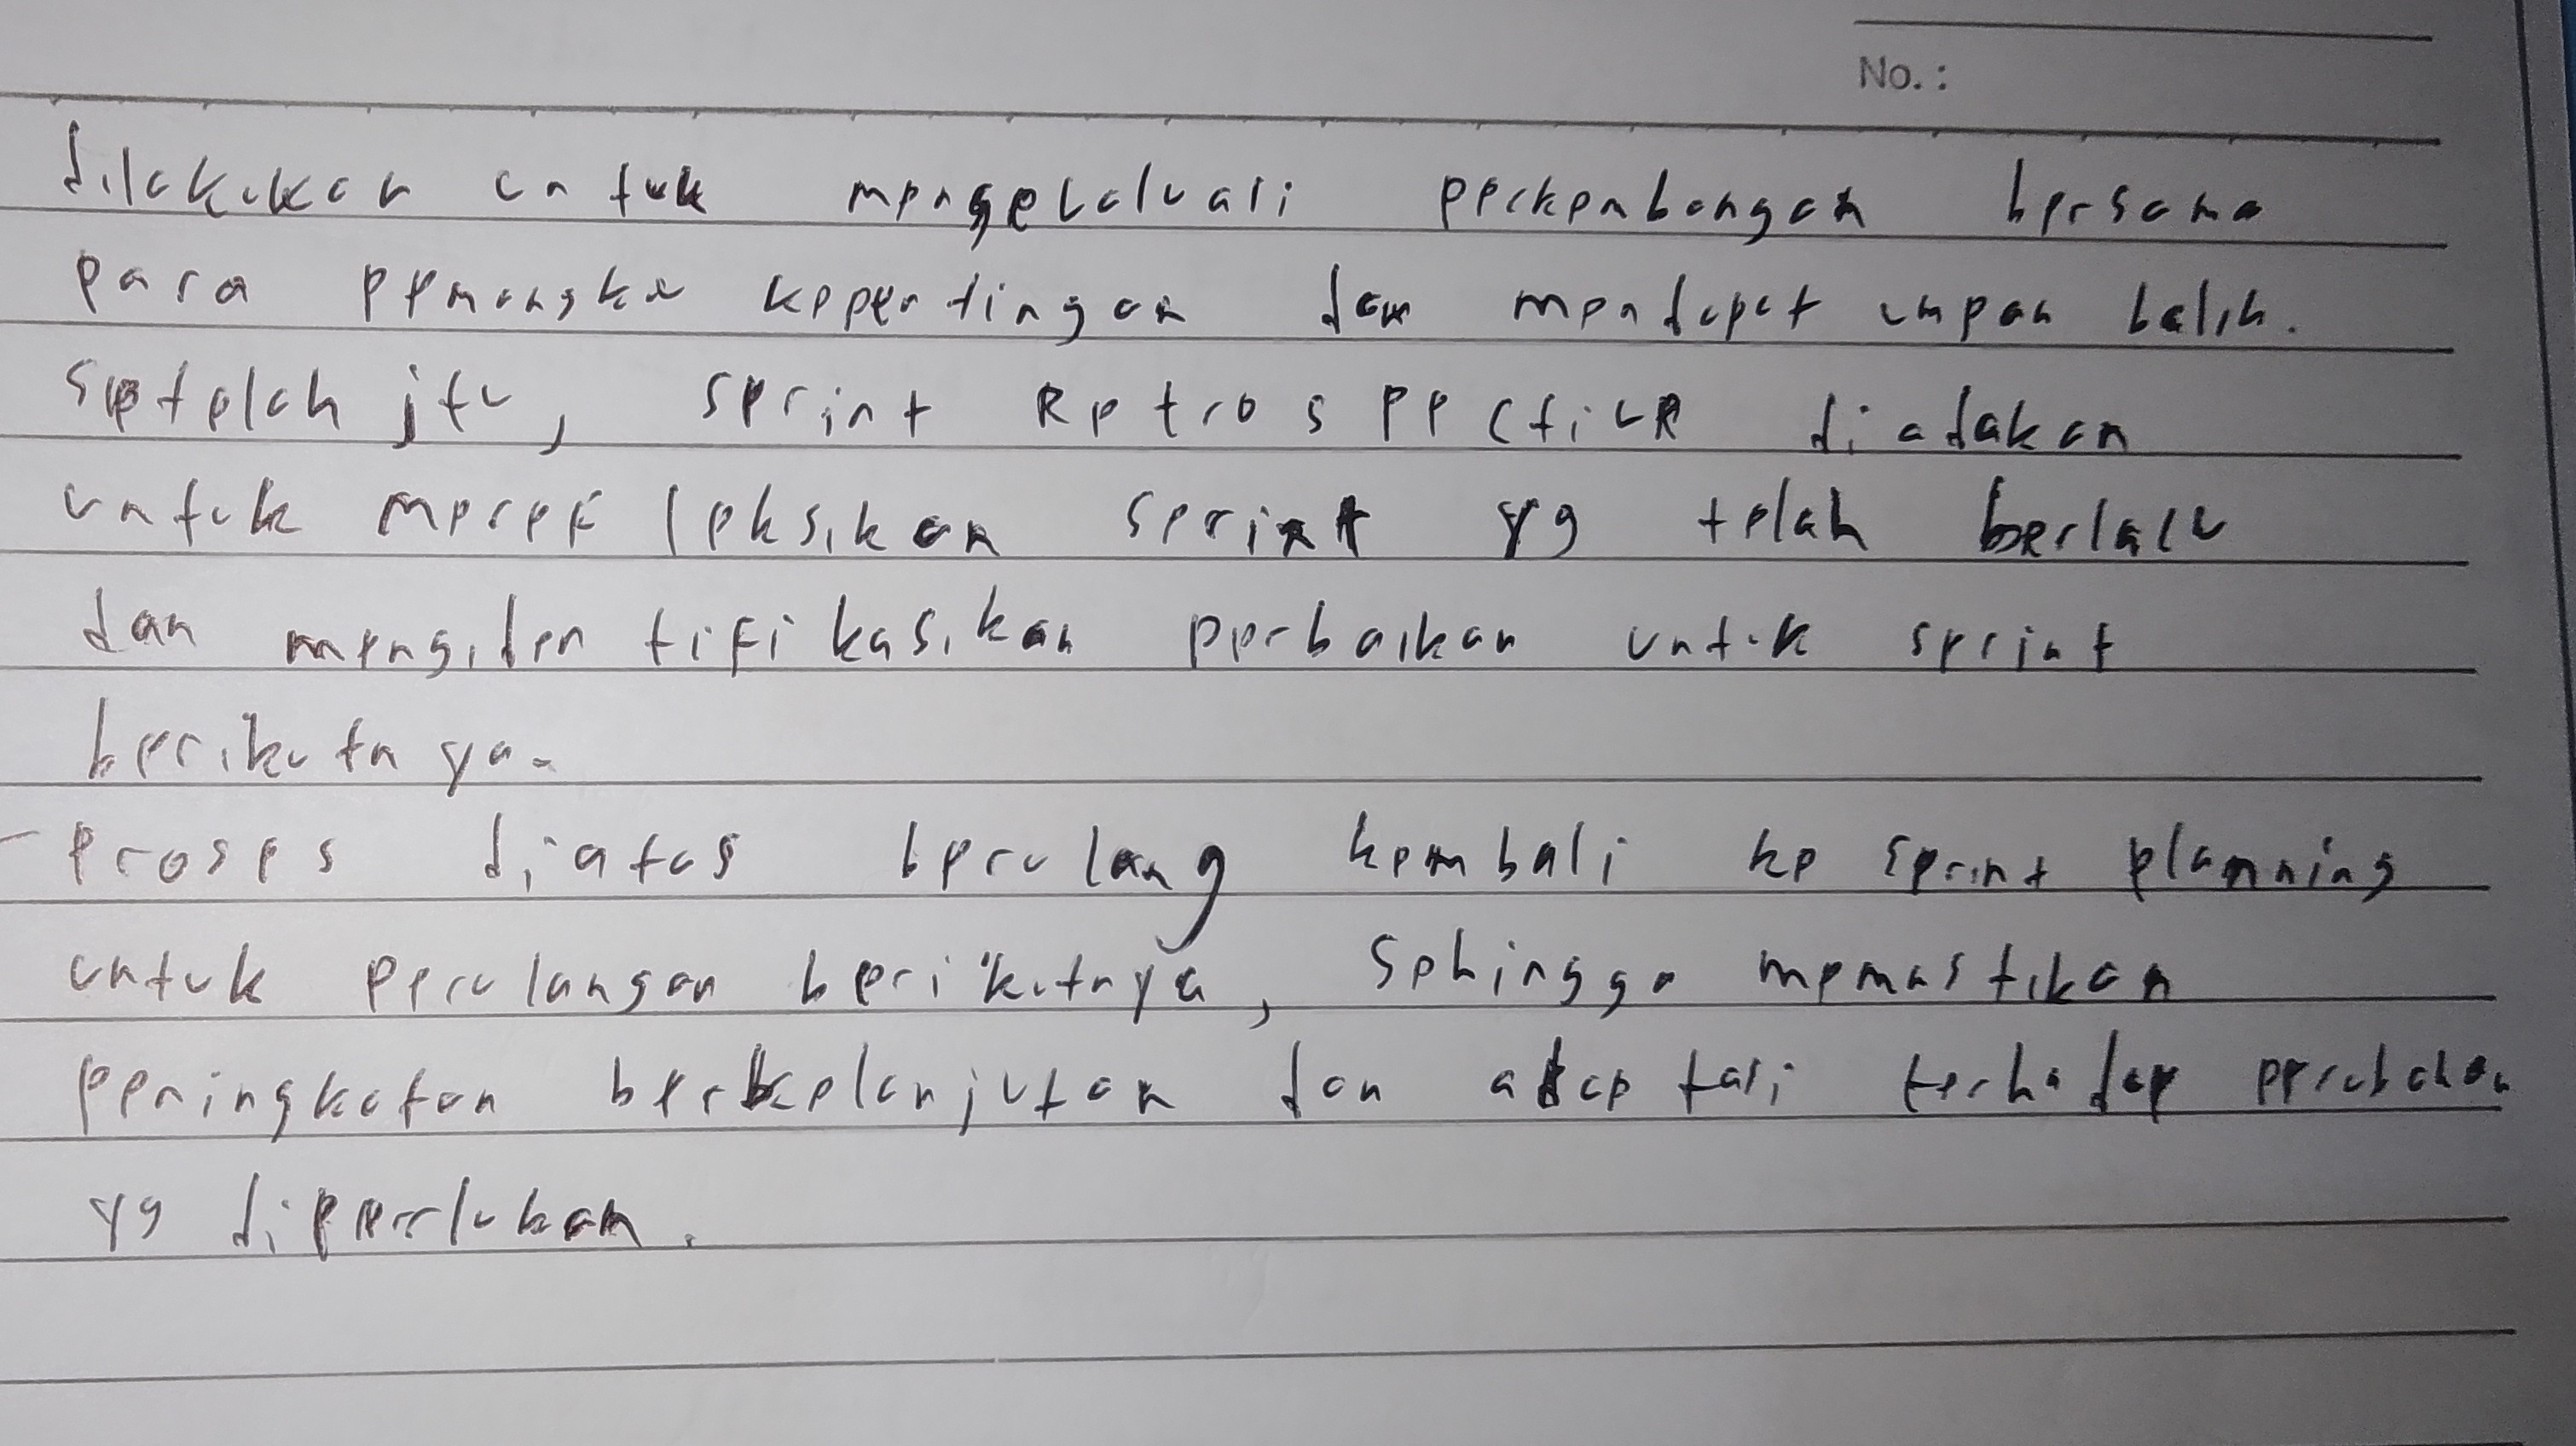 No. :
dilakukan untuk mengevaluasi perkembangan bersama
para pemangku kepentingan dan mendapat umpan balik.
setelah itu, sprint Retrospective diadakan
untuk merefleksikan sprint yg telah berlalu
dan mengidentifikasikan perbaikan untuk sprint
berikutnya.
- Proses diatas berulang kembali ke sprint planning
untuk perulangan berikutnya, sehingga memastikan
peningkatan berkelanjutan dan adaptasi terhadap perubahan
yg diperlukan.